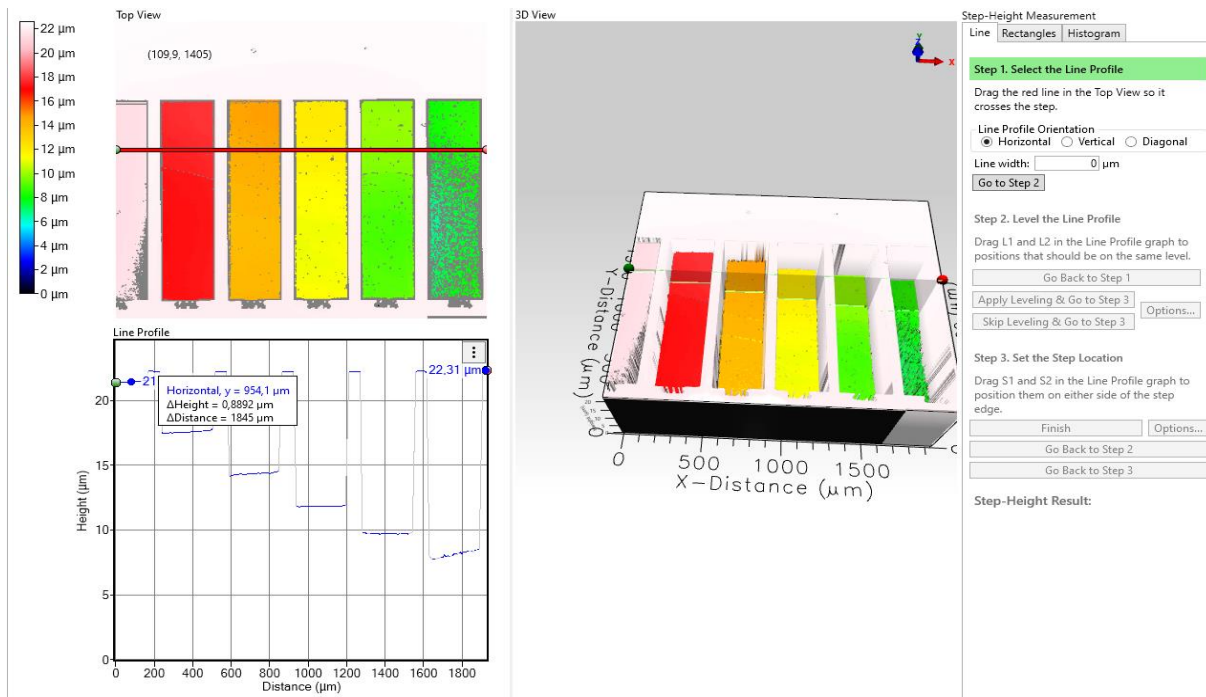 Top View
22 µm
20 µm
18 µm
16 µm
14 µm
12 µm
10 µm
8 µm
6 µm
4 µm
2 µm
0 µm
(109,9, 1405)
Line Profile
21
22,31 µm
Horizontal, y = 954,1 µm
ΔHeight = 0,8892 µm
ΔDistance = 1845 µm
Height (µm)
20
15
10
5
0
0 200 400 600 800 1000 1200 1400 1600 1800
Distance (µm)
3D View
Y
Z
X
Y-Distance (µm)
0 500 1000 1500
X-Distance (µm)
Step-Height Measurement
Line Rectangles Histogram
Step 1. Select the Line Profile
Drag the red line in the Top View so it
crosses the step.
Line Profile Orientation
Horizontal Vertical Diagonal
Line width: 0 µm
Go to Step 2
Step 2. Level the Line Profile
Drag L1 and L2 in the Line Profile graph to
positions that should be on the same level.
Go Back to Step 1
Apply Leveling & Go to Step 3
Options...
Skip Leveling & Go to Step 3
Step 3. Set the Step Location
Drag S1 and S2 in the Line Profile graph to
position them on either side of the step
edge.
Finish Options...
Go Back to Step 2
Go Back to Step 3
Step-Height Result: